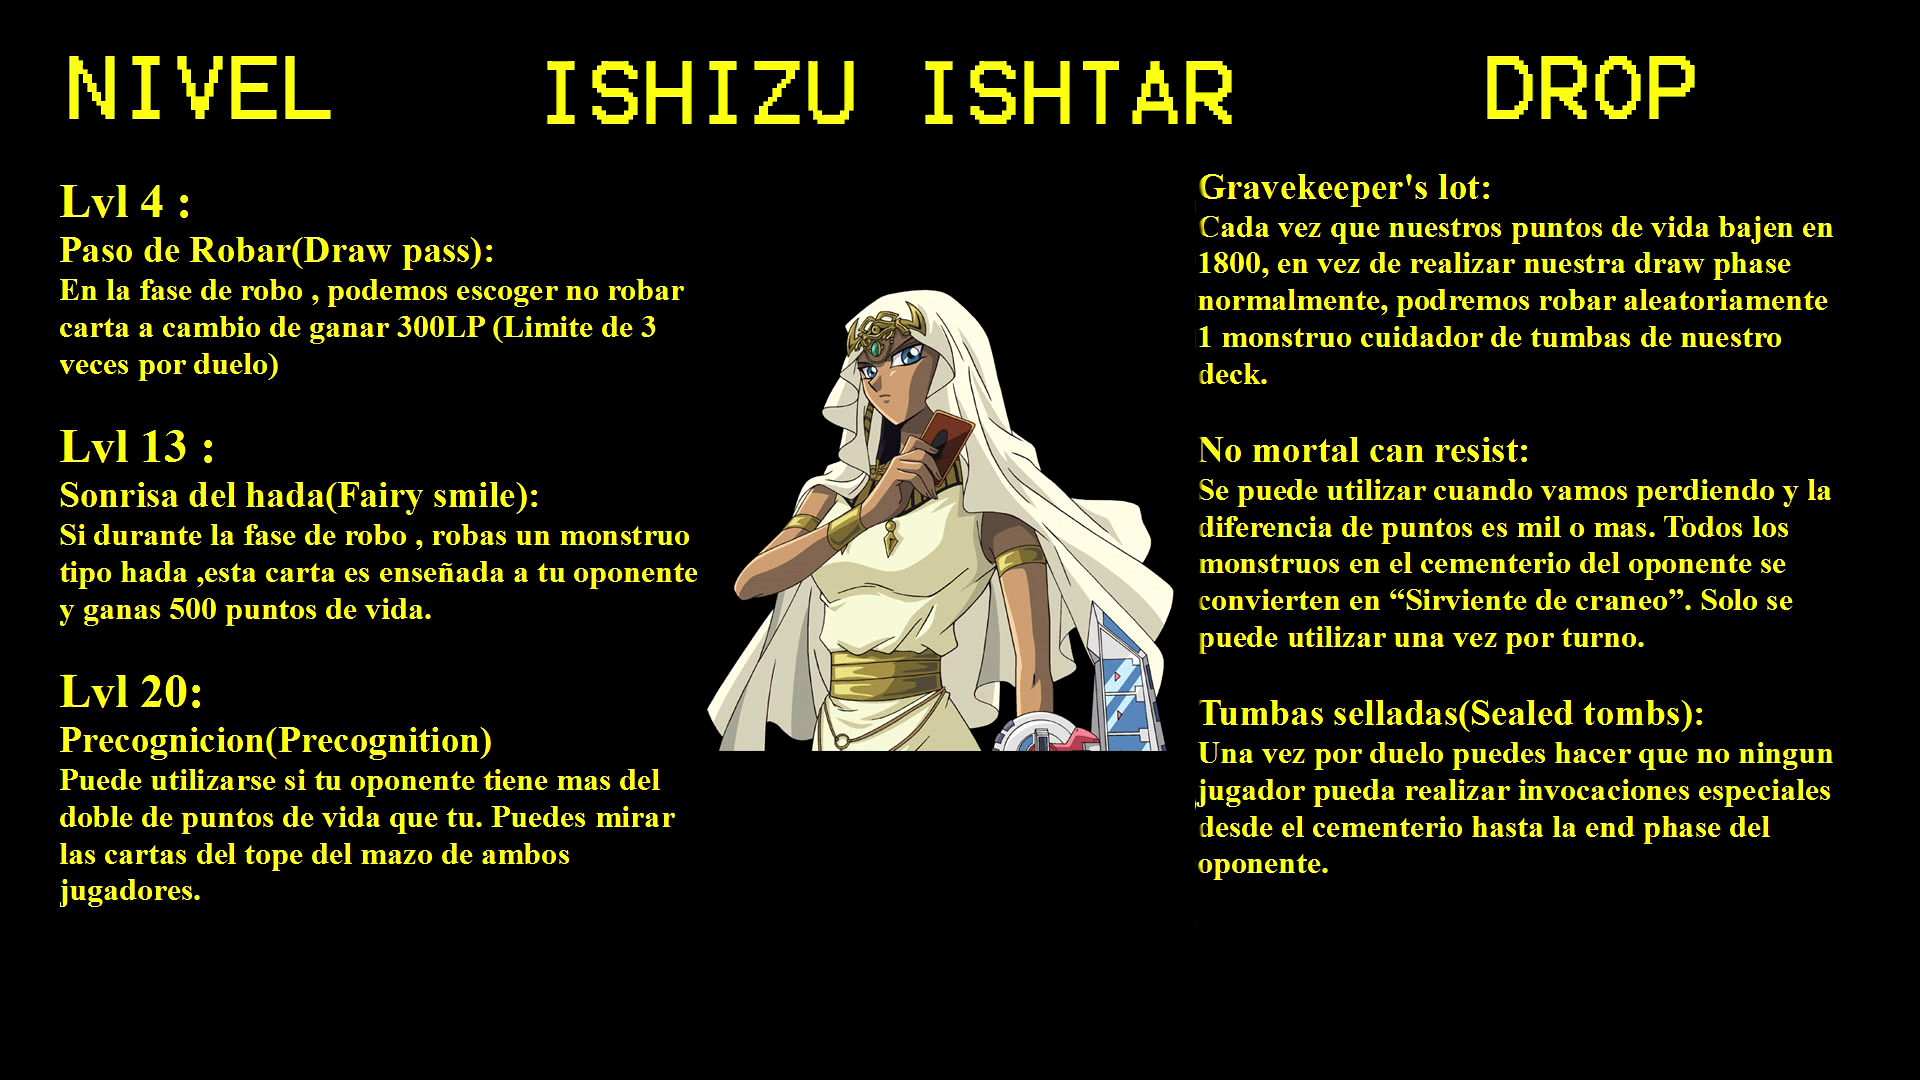 NIVEL
ISHIZU ISHTAR
DROP
Lvl 4 :
Paso de Robar(Draw pass):
En la fase de robo , podemos escoger no robar
carta a cambio de ganar 300LP (Limite de 3
veces por duelo)
Lvl 13 :
Sonrisa del hada(Fairy smile):
Si durante la fase de robo , robas un monstruo
tipo hada ,esta carta es enseñada a tu oponente
y ganas 500 puntos de vida.
Lvl 20:
Precognicion(Precognition)
Puede utilizarse si tu oponente tiene mas del
doble de puntos de vida que tu. Puedes mirar
las cartas del tope del mazo de ambos
jugadores.
Gravekeeper's lot:
Cada vez que nuestros puntos de vida bajen en
1800, en vez de realizar nuestra draw phase
normalmente, podremos robar aleatoriamente
1 monstruo cuidador de tumbas de nuestro
deck.
No mortal can resist:
Se puede utilizar cuando vamos perdiendo y la
diferencia de puntos es mil o mas. Todos los
monstruos en el cementerio del oponente se
convierten en “Sirviente de craneo”. Solo se
puede utilizar una vez por turno.
Tumbas selladas(Sealed tombs):
Una vez por duelo puedes hacer que no ningun
jugador pueda realizar invocaciones especiales
desde el cementerio hasta la end phase del
oponente.